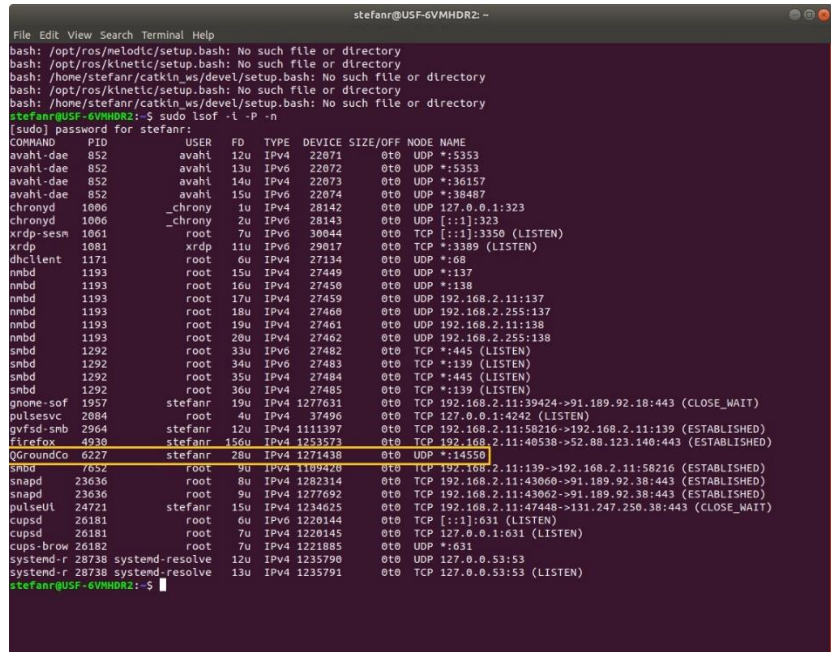 stefanr@USF-6VMHDR2: ~
File Edit View Search Terminal Help
bash: /opt/ros/melodic/setup.bash: No such file or directory
bash: /opt/ros/kinetic/setup.bash: No such file or directory
bash: /home/stefanr/catkin_ws/devel/setup.bash: No such file or directory
bash: /opt/ros/kinetic/setup.bash: No such file or directory
bash: /home/stefanr/catkin_ws/devel/setup.bash: No such file or directory
stefanr@USF-6VMHDR2:~$ sudo lsof -i -P -n
[sudo] password for stefanr:
COMMAND PID USER FD TYPE DEVICE SIZE/OFF NODE NAME
avahi-dae 852 avahi 12u IPv4 22071 0t0 UDP *:5353
avahi-dae 852 avahi 13u IPv6 22072 0t0 UDP *:5353
avahi-dae 852 avahi 14u IPv4 22073 0t0 UDP *:36157
avahi-dae 852 avahi 15u IPv6 22074 0t0 UDP *:38487
chronyd 1006 _chrony 1u IPv4 28142 0t0 UDP 127.0.0.1:323
chronyd 1006 _chrony 2u IPv6 28143 0t0 UDP [::1]:323
xrdp-sesm 1061 root 7u IPv6 30044 0t0 TCP [::1]:3350 (LISTEN)
xrdp 1081 xrdp 11u IPv6 29017 0t0 TCP *:3389 (LISTEN)
dhclient 1171 root 6u IPv4 27134 0t0 UDP *:68
nmbd 1193 root 15u IPv4 27449 0t0 UDP *:137
nmbd 1193 root 16u IPv4 27450 0t0 UDP *:138
nmbd 1193 root 17u IPv4 27459 0t0 UDP 192.168.2.11:137
nmbd 1193 root 18u IPv4 27460 0t0 UDP 192.168.2.255:137
nmbd 1193 root 19u IPv4 27461 0t0 UDP 192.168.2.11:138
nmbd 1193 root 20u IPv4 27462 0t0 UDP 192.168.2.255:138
smbd 1292 root 33u IPv6 27482 0t0 TCP *:445 (LISTEN)
smbd 1292 root 34u IPv6 27483 0t0 TCP *:139 (LISTEN)
smbd 1292 root 35u IPv4 27484 0t0 TCP *:445 (LISTEN)
smbd 1292 root 36u IPv4 27485 0t0 TCP *:139 (LISTEN)
gnome-sof 1957 stefanr 19u IPv4 1277631 0t0 TCP 192.168.2.11:39424->91.189.92.18:443 (CLOSE_WAIT)
pulsesvc 2084 root 4u IPv4 37496 0t0 TCP 127.0.0.1:4242 (LISTEN)
gvfsd-smb 2964 stefanr 12u IPv4 1111397 0t0 TCP 192.168.2.11:58216->192.168.2.11:139 (ESTABLISHED)
firefox 4930 stefanr 156u IPv4 1253573 0t0 TCP 192.168.2.11:40538->52.88.123.140:443 (ESTABLISHED)
QGroundCo 6227 stefanr 28u IPv4 1271438 0t0 UDP *:14550
smbd 7652 root 9u IPv4 1109420 0t0 TCP 192.168.2.11:139->192.168.2.11:58216 (ESTABLISHED)
snapd 23636 root 8u IPv4 1282314 0t0 TCP 192.168.2.11:43060->91.189.92.38:443 (ESTABLISHED)
snapd 23636 root 9u IPv4 1277692 0t0 TCP 192.168.2.11:43062->91.189.92.38:443 (ESTABLISHED)
pulseUi 24721 stefanr 15u IPv4 1234625 0t0 TCP 192.168.2.11:47448->131.247.250.38:443 (CLOSE_WAIT)
cupsd 26181 root 6u IPv6 1220144 0t0 TCP [::1]:631 (LISTEN)
cupsd 26181 root 7u IPv4 1220145 0t0 TCP 127.0.0.1:631 (LISTEN)
cups-brow 26182 root 7u IPv4 1221885 0t0 UDP *:631
systemd-r 28738 systemd-resolve 12u IPv4 1235790 0t0 UDP 127.0.0.53:53
systemd-r 28738 systemd-resolve 13u IPv4 1235791 0t0 TCP 127.0.0.53:53 (LISTEN)
stefanr@USF-6VMHDR2:~$